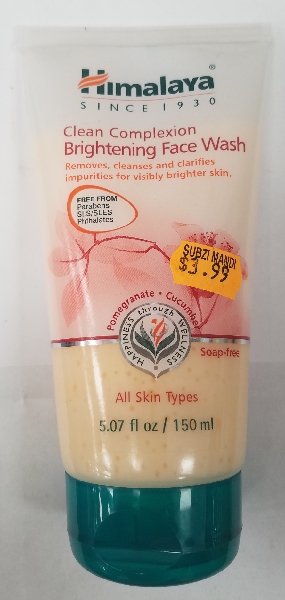 Himalaya®
SINCE 1930
Clean Complexion
Brightening Face Wash
Removes, cleanses and clarifies
impurities for visibly brighter skin.
FREE FROM
Parabens
SLS/SLES
Phthalates
SUBZI MANDI
$3.99
Pomegranate • Cucumber
HAPPINESS through WELLNESS
Soap-free
All Skin Types
5.07 fl oz / 150 ml